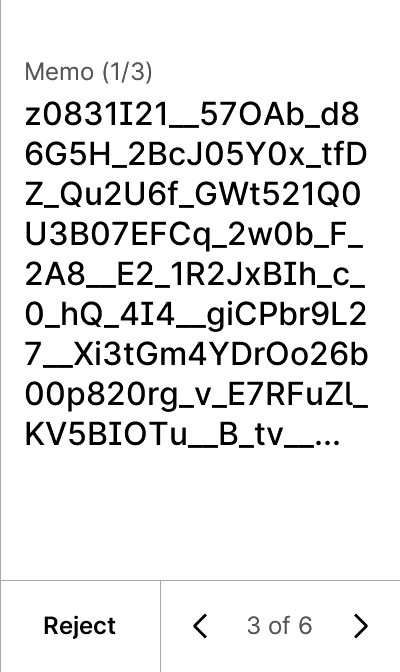 Memo (1/3)
z0831I21__57OAb_d8
6G5H_2BcJ05Y0x_tfD
Z_Qu2U6f_GWt521Q0
U3B07EFCq_2w0b_F_
2A8__E2_1R2JxBIh_c_
0_hQ_4I4__giCPbr9L2
7__Xi3tGm4YDrOo26b
00p820rg_v_E7RFuZl_
KV5BIOTu__B_tv__...
Reject
3 of 6